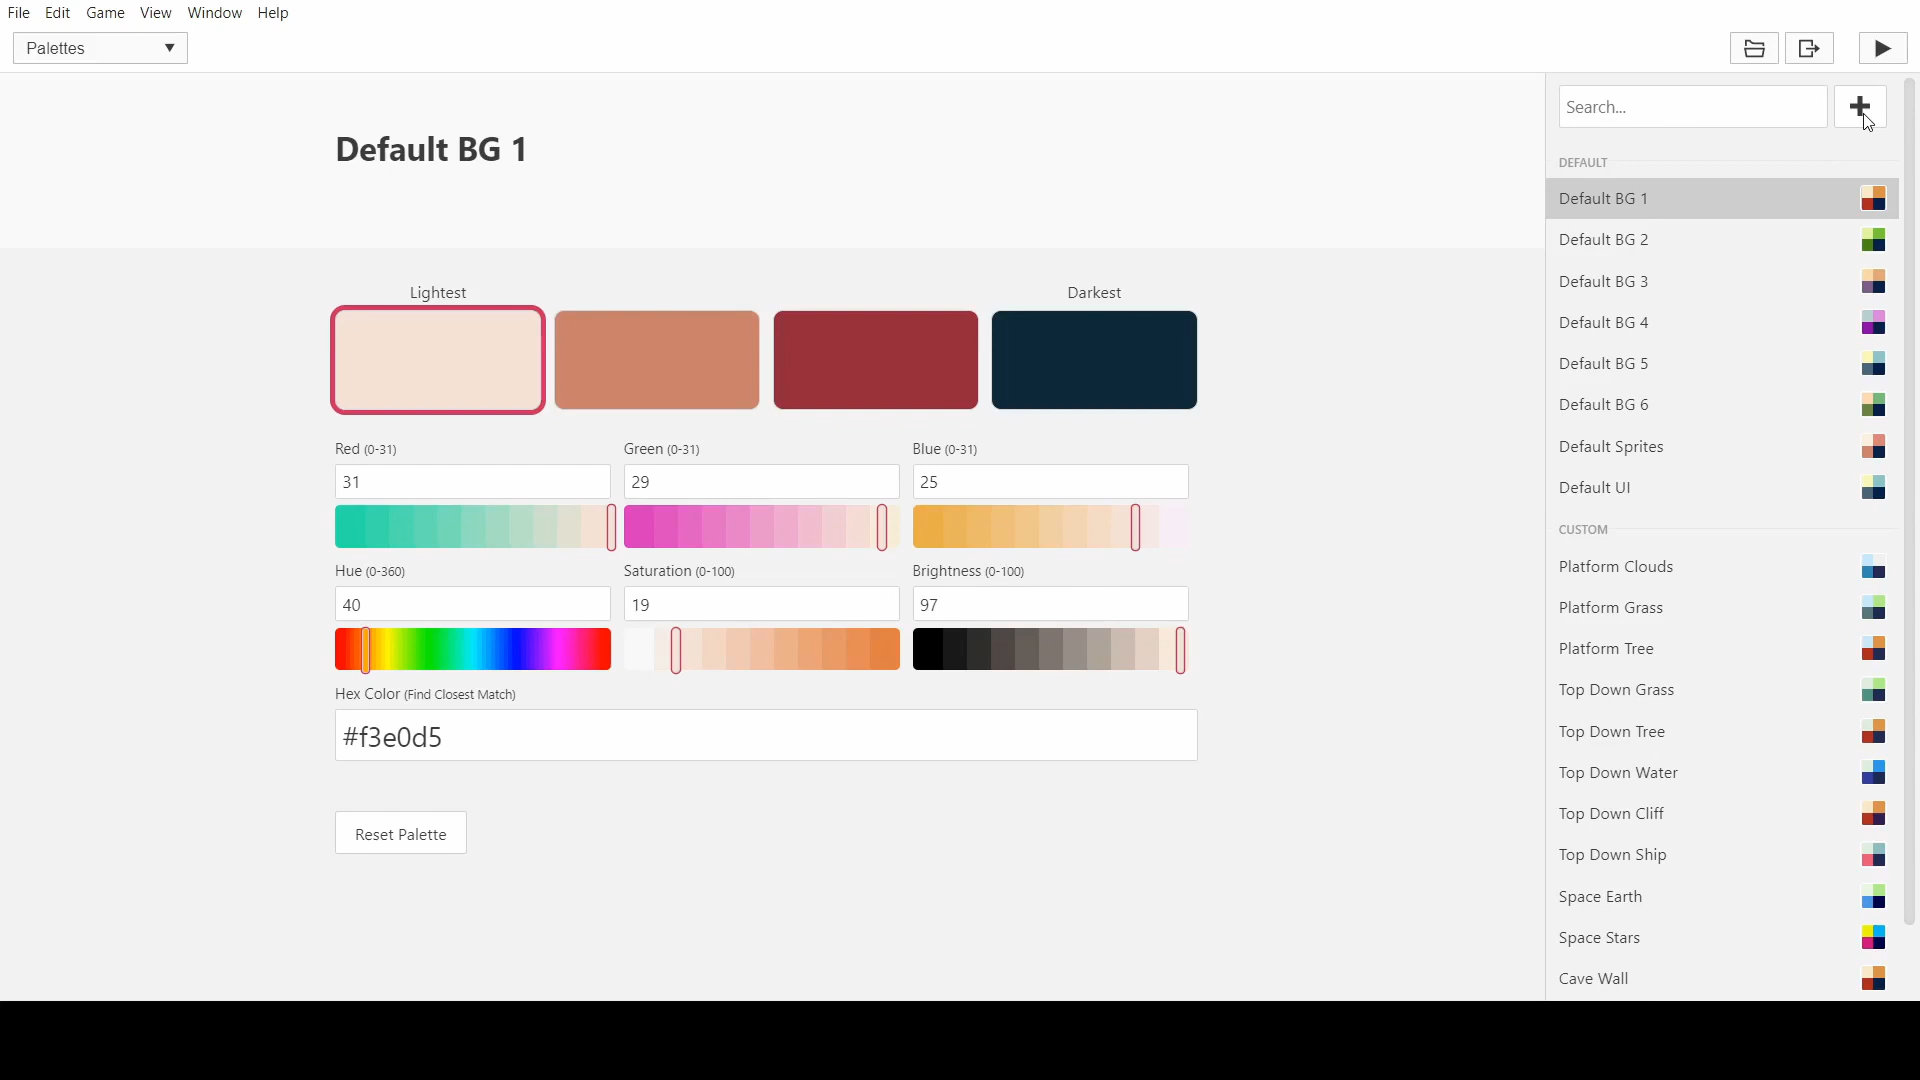 File Edit Game View Window Help
Palettes
Search...
Default BG 1
DEFAULT
Default BG 1
Default BG 2
Default BG 3
Default BG 4
Default BG 5
Default BG 6
Default Sprites
Default UI
CUSTOM
Platform Clouds
Platform Grass
Platform Tree
Top Down Grass
Top Down Tree
Top Down Water
Top Down Cliff
Top Down Ship
Space Earth
Space Stars
Cave Wall
Lightest Darkest
Red (0-31) Green (0-31) Blue (0-31)
31 29 25
Hue (0-360) Saturation (0-100) Brightness (0-100)
40 19 97
Hex Color (Find Closest Match)
#f3e0d5
Reset Palette